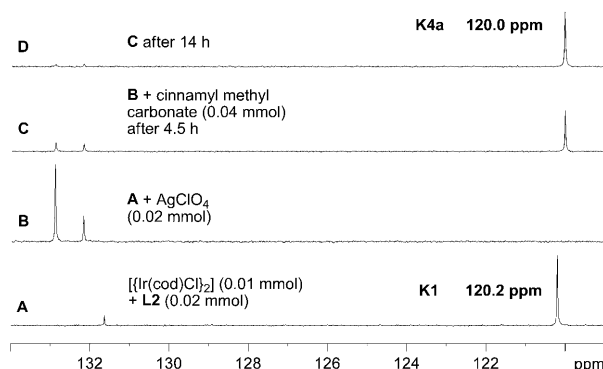 D
C after 14 h
K4a 120.0 ppm
B + cinnamyl methyl
carbonate (0.04 mmol)
after 4.5 h
C
A + AgClO4
(0.02 mmol)
B
[{Ir(cod)Cl}2] (0.01 mmol)
+ L2 (0.02 mmol)
K1 120.2 ppm
A
132 130 128 126 124 122 ppm